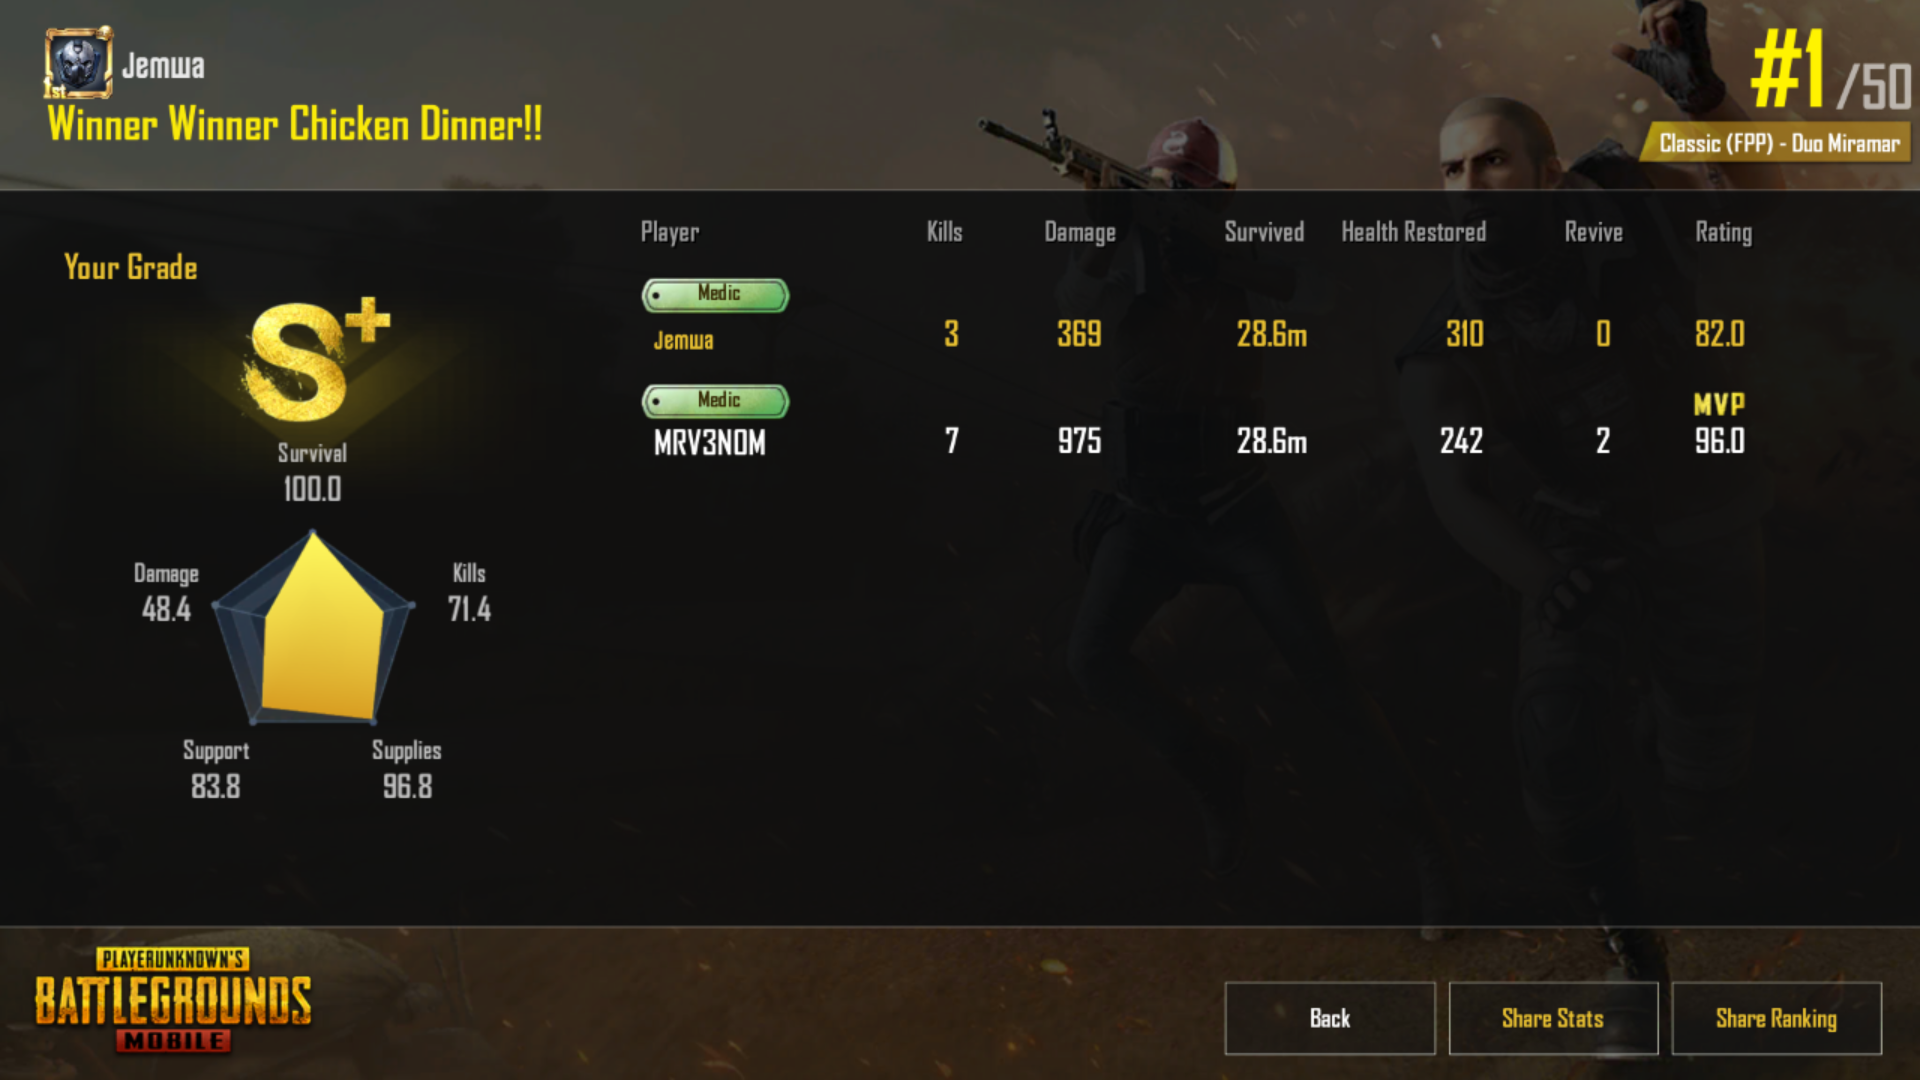 1st
Jemwa
Winner Winner Chicken Dinner!!
#1 /50
Classic (FPP) - Duo Miramar
Your Grade
S+
Survival
100.0
Damage
48.4
Kills
71.4
Support
83.8
Supplies
96.8
Player Kills Damage Survived Health Restored Revive Rating
Medic
Jemwa 3 369 28.6m 310 0 82.0
Medic
MVP
MRV3N0M 7 975 28.6m 242 2 96.0
PLAYERUNKNOWN'S
BATTLEGROUNDS
MOBILE
Back
Share Stats
Share Ranking